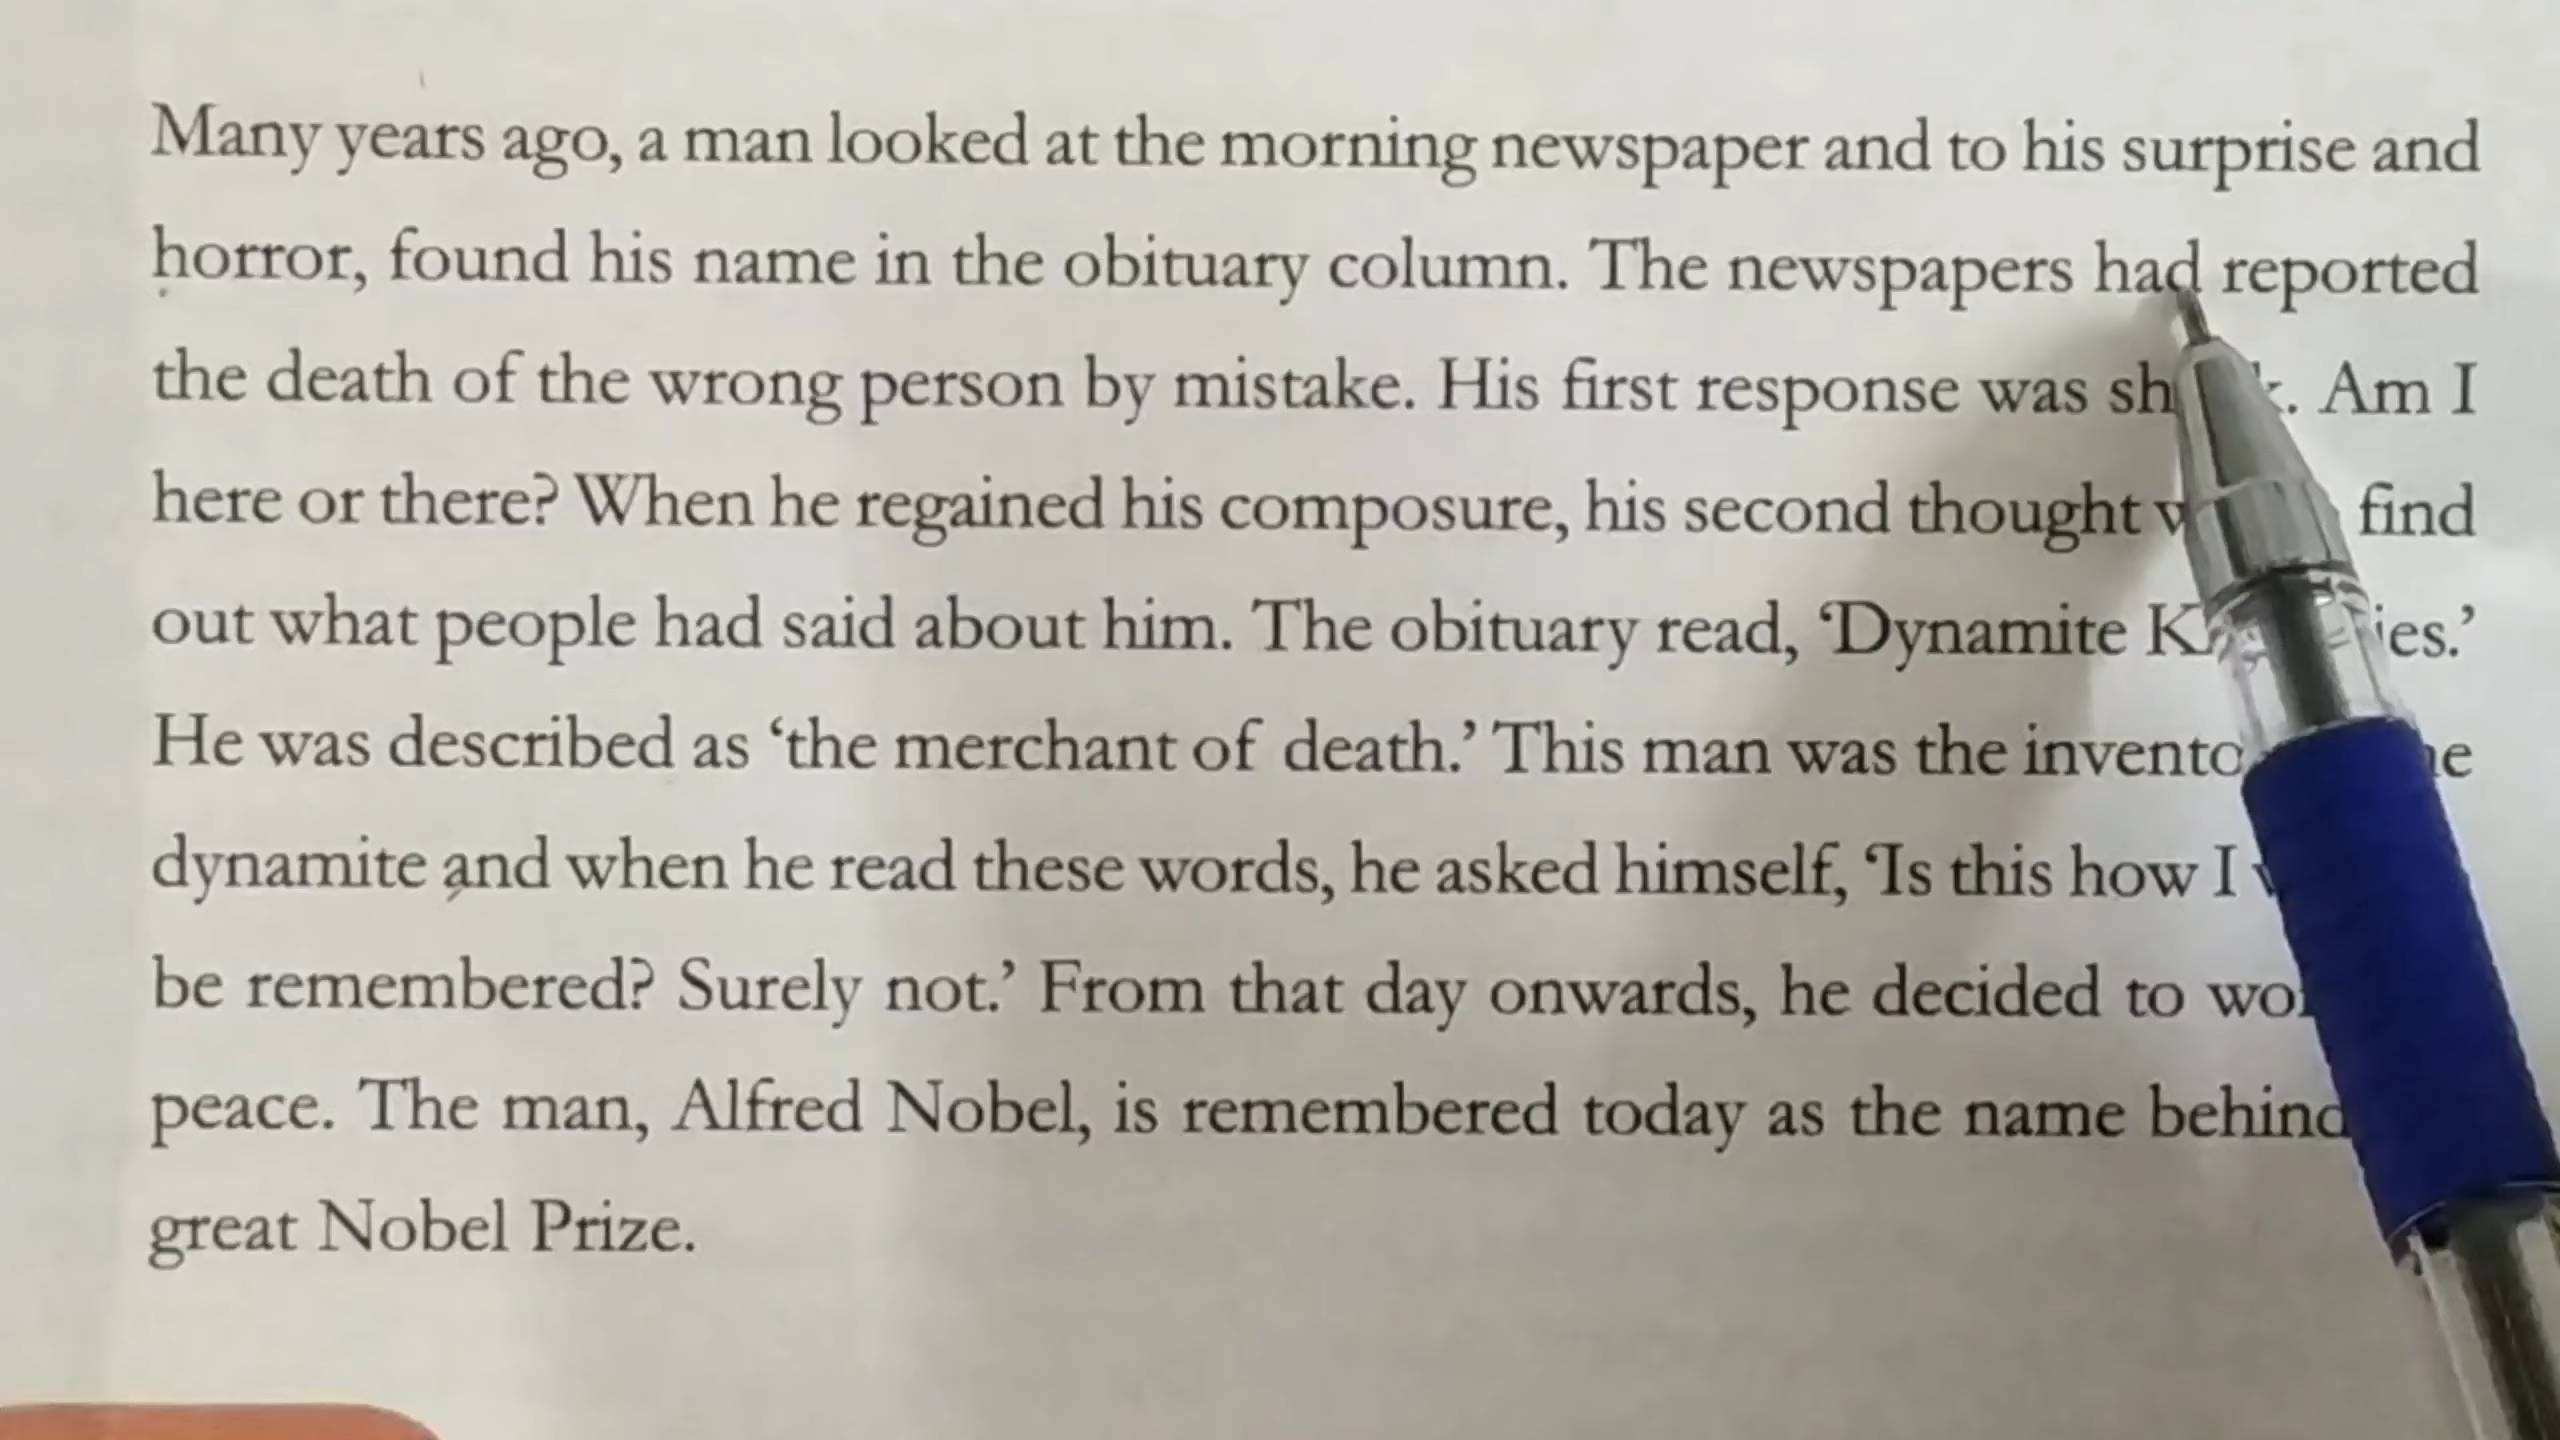 Many years ago, a man looked at the morning newspaper and to his surprise and
horror, found his name in the obituary column. The newspapers had reported
the death of the wrong person by mistake. His first response was Am I
here or there? When he regained his composure, his second thought find
out what people had said about him. The obituary read, ‘Dynamite
He was described as ‘the merchant of death.’ This man was the
dynamite and when he read these words, he asked himself, ‘Is this how I
be remembered? Surely not.’ From that day onwards, he decided to
peace. The man, Alfred Nobel, is remembered today as the name behind
great Nobel Prize.